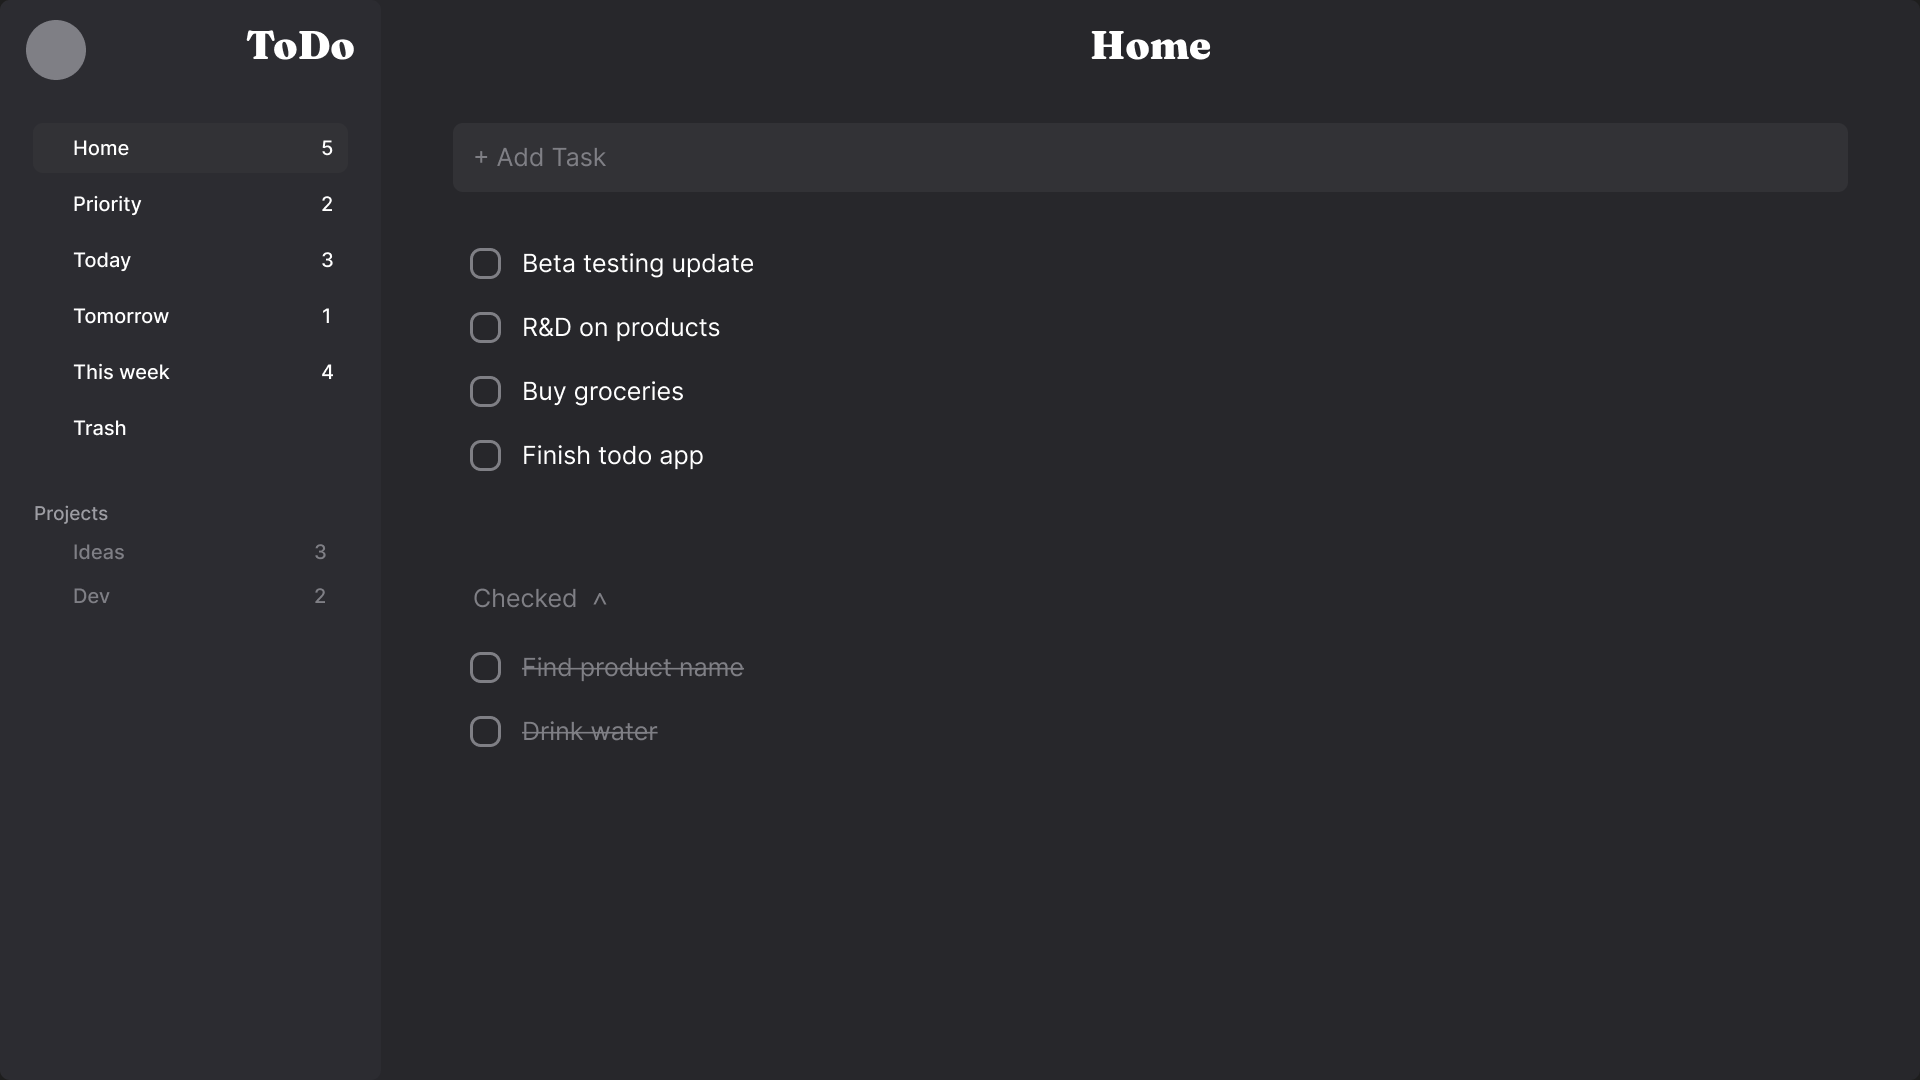 ToDo
Home 5
Priority 2
Today 3
Tomorrow 1
This week 4
Trash
Projects
Ideas 3
Dev 2
Home
+ Add Task
Beta testing update
R&D on products
Buy groceries
Finish todo app
Checked ^
Find product name
Drink water